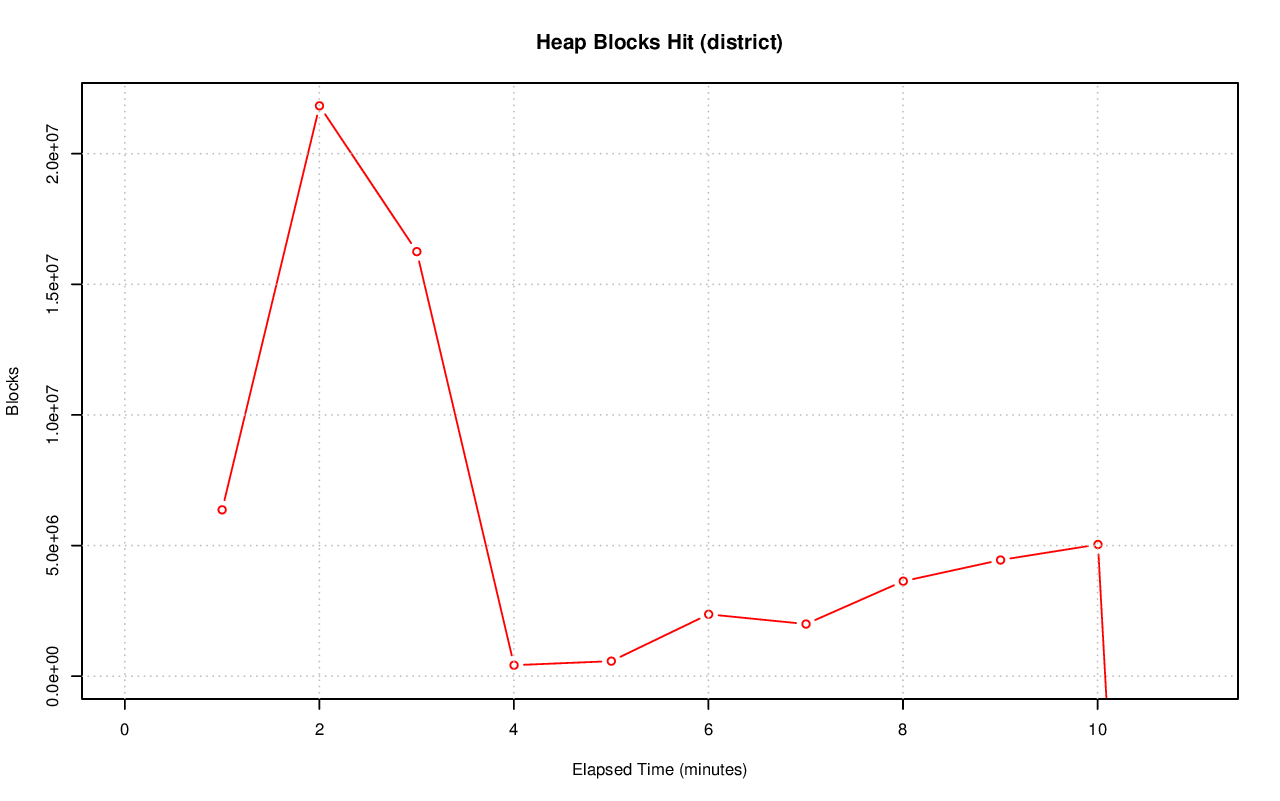 Heap Blocks Hit (district)
Blocks
2.0e+07
1.5e+07
1.0e+07
5.0e+06
0.0e+00
0 2 4 6 8 10
Elapsed Time (minutes)